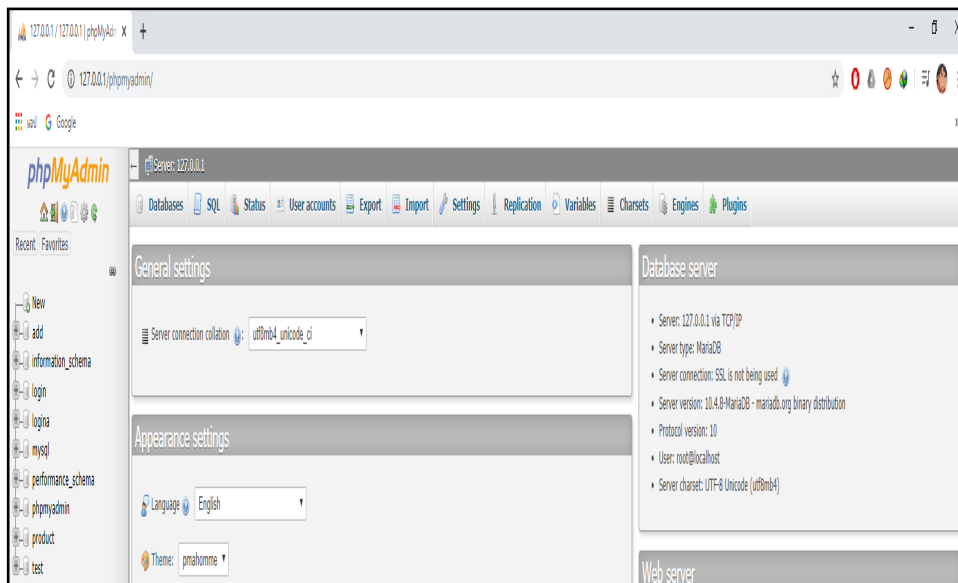 127.0.0.1 / 127.0.0.1 | phpMyAdm
127.0.0.1/phpmyadmin/
แอป Google
phpMyAdmin
Recent Favorites
New
add
information_schema
login
logina
mysql
performance_schema
phpmyadmin
product
test
Server: 127.0.0.1
Databases SQL Status User accounts Export Import Settings Replication Variables Charsets Engines Plugins
General settings
Server connection collation : utf8mb4_unicode_ci
Appearance settings
Language English
Theme: pmahomme
Database server
Server: 127.0.0.1 via TCP/IP
Server type: MariaDB
Server connection: SSL is not being used
Server version: 10.4.8-MariaDB - mariadb.org binary distribution
Protocol version: 10
User: root@localhost
Server charset: UTF-8 Unicode (utf8mb4)
Web server